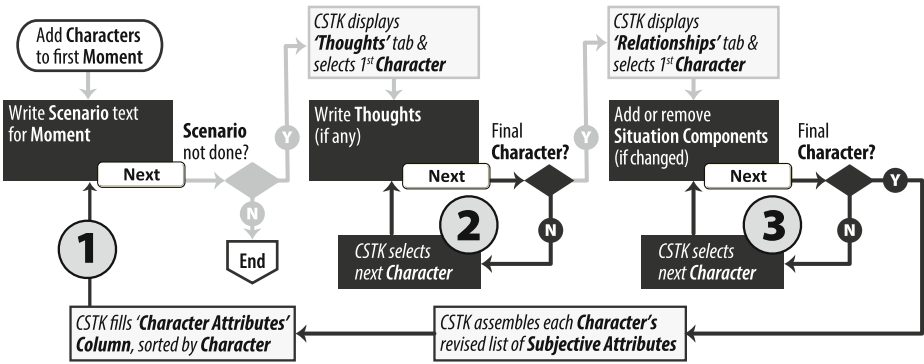 Add Characters
to first Moment
Write Scenario text
for Moment
Next
Scenario
not done?
Y
N
End
CSTK displays
'Thoughts' tab &
selects 1st Character
Write Thoughts
(if any)
Next
Final
Character?
Y
N
CSTK selects
next Character
CSTK displays
'Relationships' tab &
selects 1st Character
Add or remove
Situation Components
(if changed)
Next
Final
Character?
Y
N
CSTK selects
next Character
1
2
3
CSTK assembles each Character's
revised list of Subjective Attributes
CSTK fills 'Character Attributes'
Column, sorted by Character